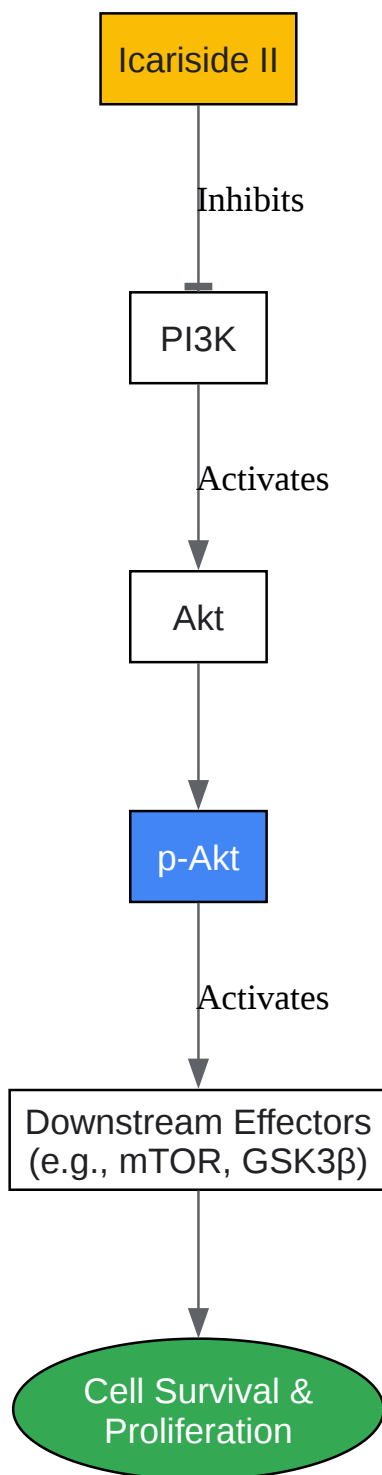 Icariside II
Inhibits
PI3K
Activates
Akt
p-Akt
Activates
Downstream Effectors
(e.g., mTOR, GSK3β)
Cell Survival &
Proliferation